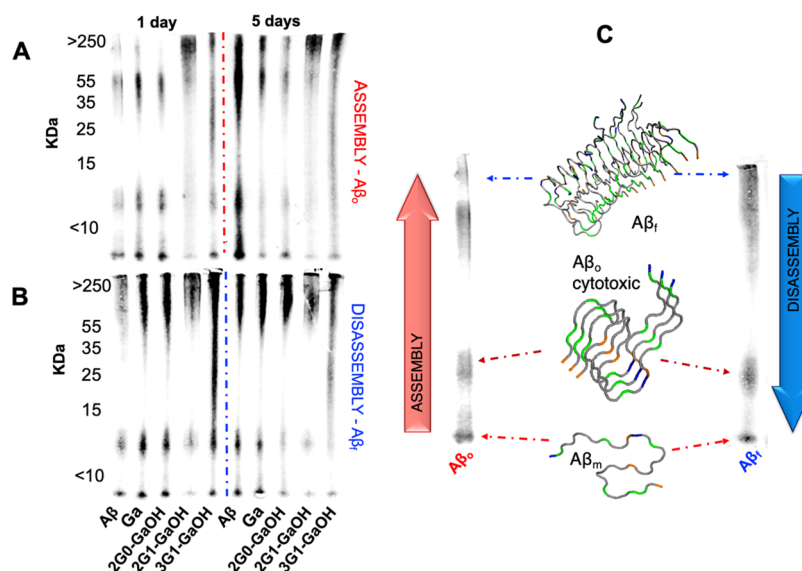 1 day 5 days
A
>250
55
35
25
15
<10
KDa
ASSEMBLY - Aβo
B
>250
55
35
25
15
<10
KDa
DISASSEMBLY - Aβf
Aβ
Ga
2G0-GaOH
2G1-GaOH
3G1-GaOH
Aβ
Ga
2G0-GaOH
2G1-GaOH
3G1-GaOH
C
ASSEMBLY
Aβf
Aβo
cytotoxic
Aβm
Aβo
Aβf
DISASSEMBLY